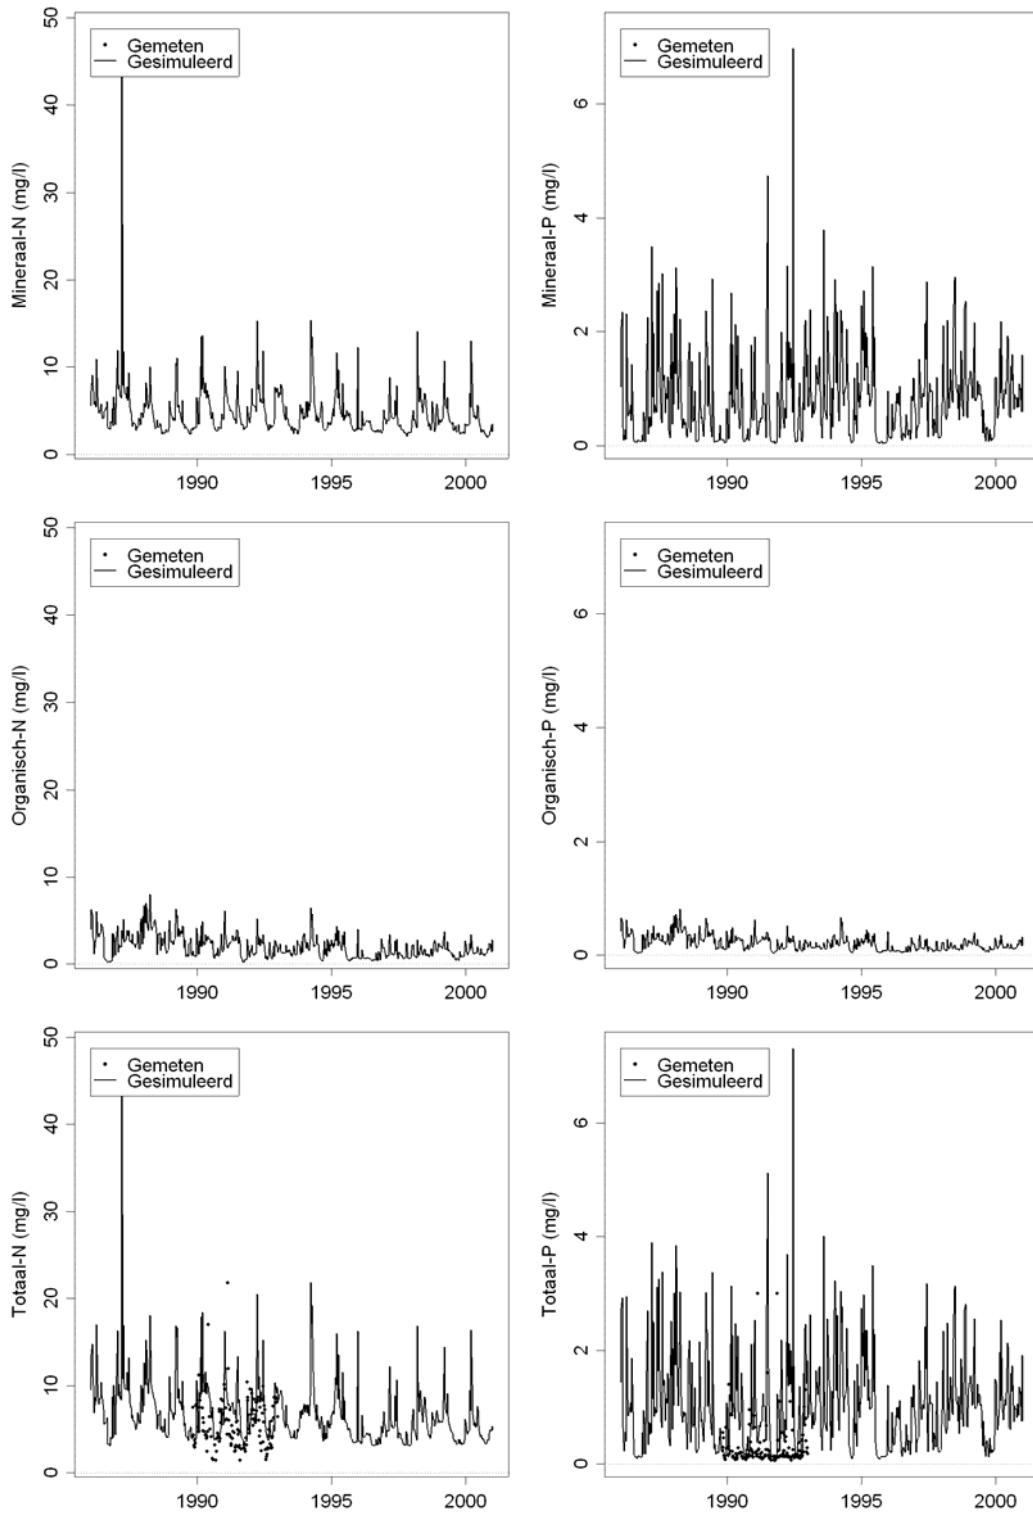 Mineraal-N (mg/l)
50
40
30
20
10
0
Gemeten
Gesimuleerd
1990 1995 2000
Mineraal-P (mg/l)
6
4
2
0
Gemeten
Gesimuleerd
1990 1995 2000
Organisch-N (mg/l)
50
40
30
20
10
0
Gemeten
Gesimuleerd
1990 1995 2000
Organisch-P (mg/l)
6
4
2
0
Gemeten
Gesimuleerd
1990 1995 2000
Totaal-N (mg/l)
50
40
30
20
10
0
Gemeten
Gesimuleerd
1990 1995 2000
Totaal-P (mg/l)
6
4
2
0
Gemeten
Gesimuleerd
1990 1995 2000